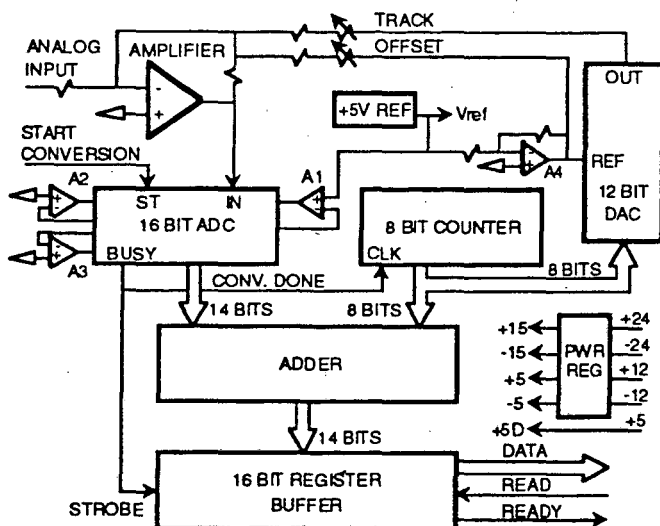 TRACK
ANALOG
INPUT
AMPLIFIER
OFFSET
-
+
OUT
+5V REF
Vref
START
CONVERSION
-
+
A4
REF
12 BIT
DAC
A2
+
-
ST
IN
A1
+
-
16 BIT ADC
8 BIT COUNTER
-
+
A3
BUSY
CLK
8 BITS
CONV. DONE
14 BITS
8 BITS
ADDER
+15
PWR
REG
+24
-15
-24
+5
+12
-5
-12
+5D
+5
14 BITS
DATA
16 BIT REGISTER
BUFFER
READ
STROBE
READY